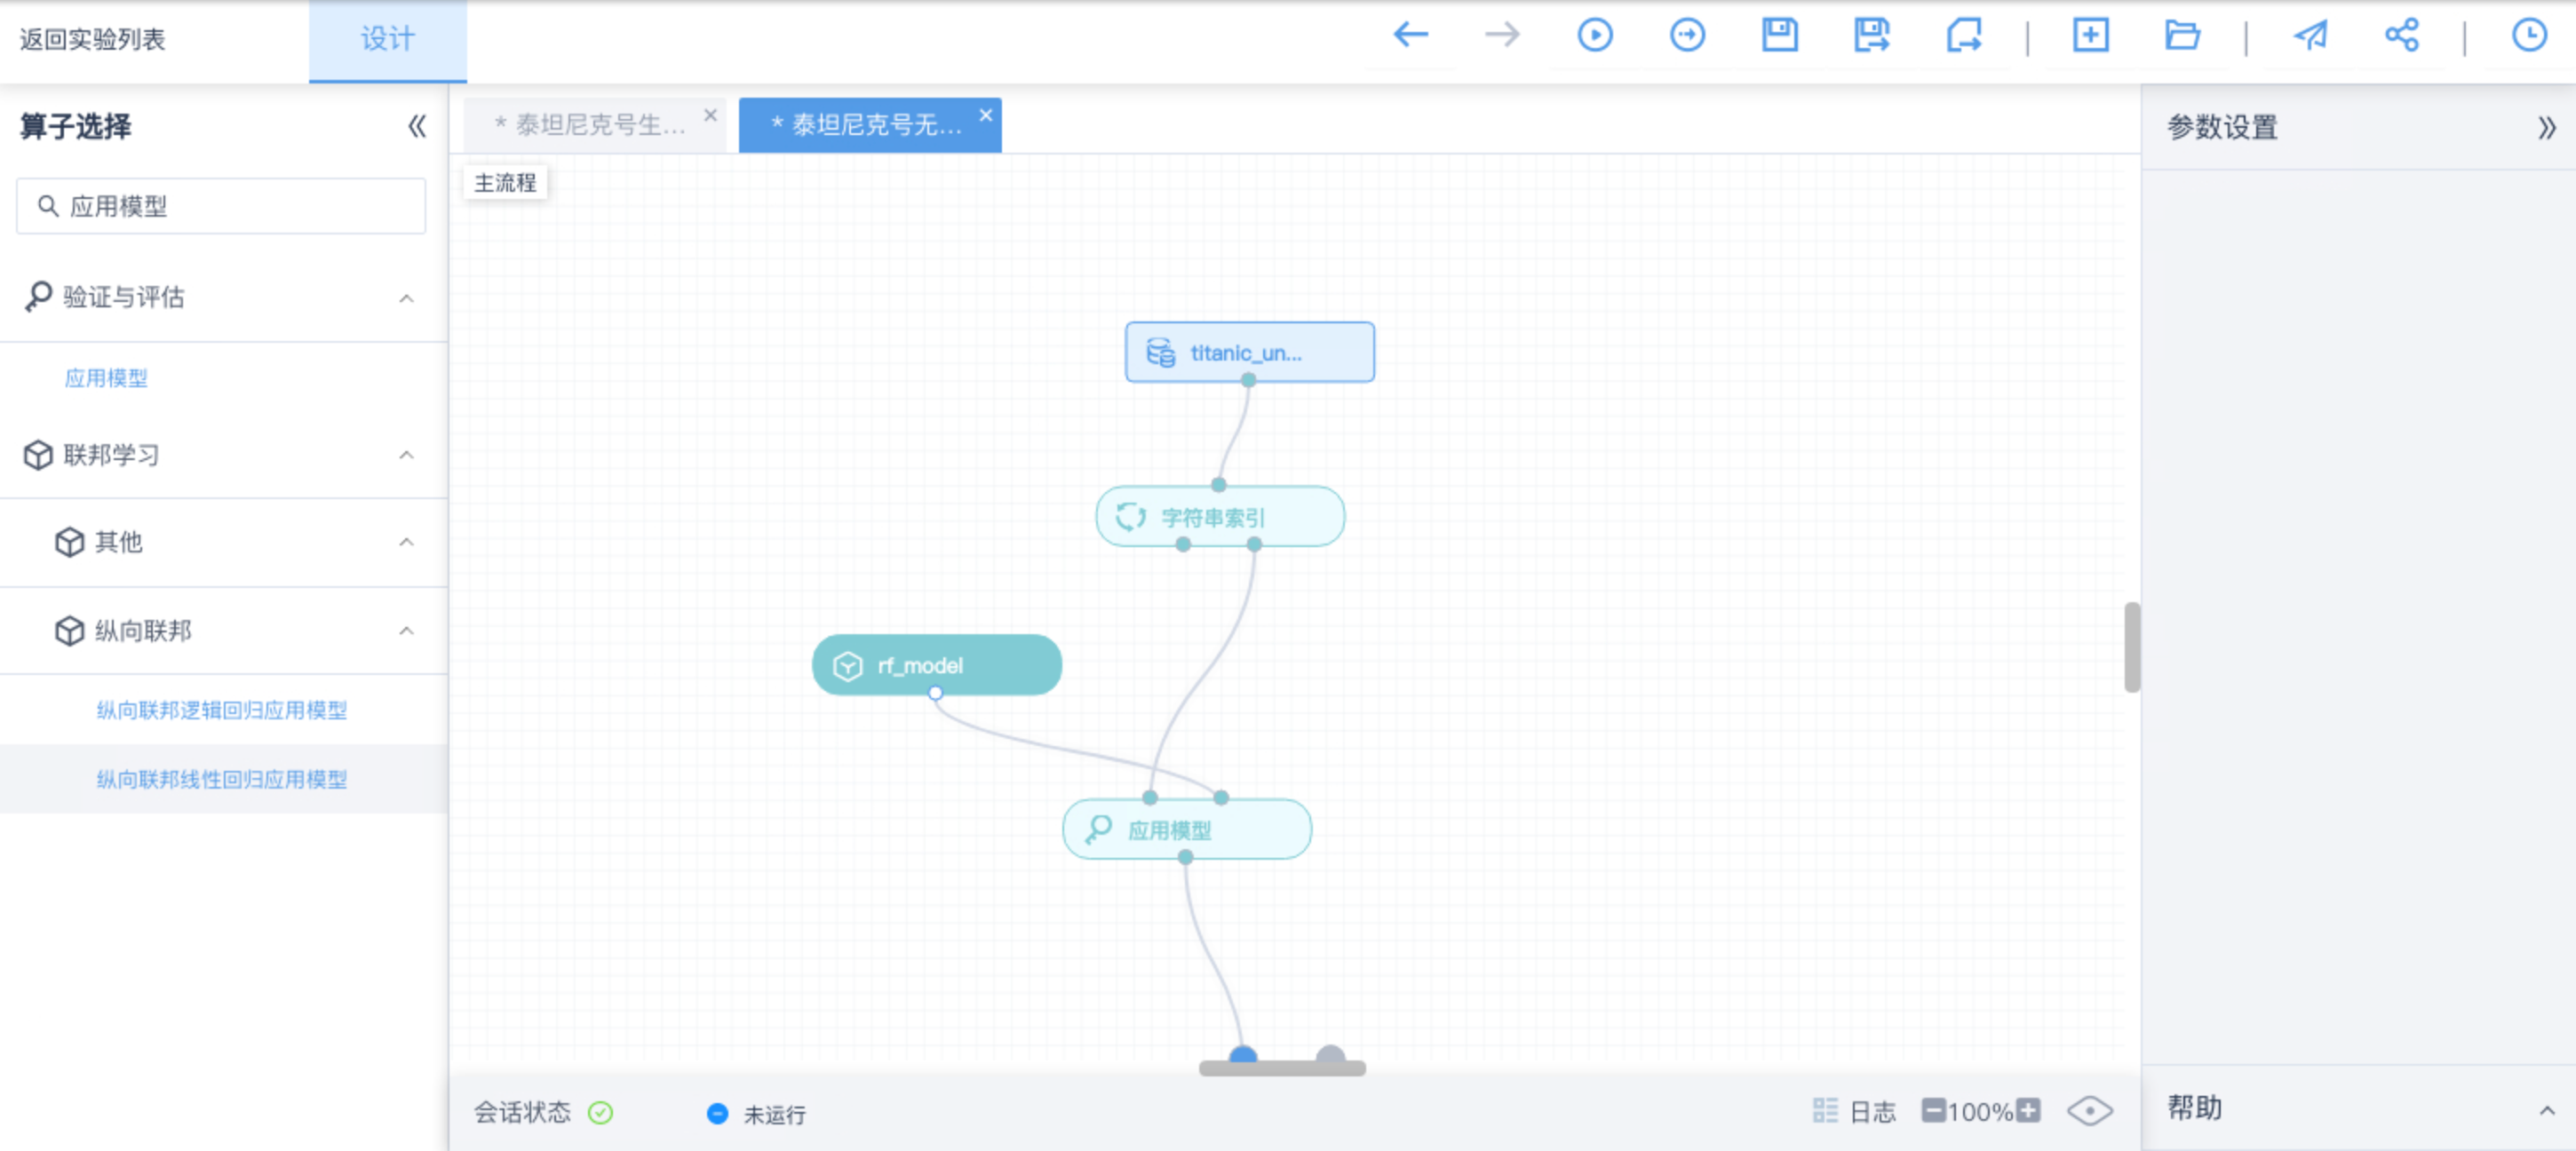 返回实验列表
设计
算子选择
应用模型
验证与评估
应用模型
联邦学习
其他
纵向联邦
纵向联邦逻辑回归应用模型
纵向联邦线性回归应用模型
* 泰坦尼克号生...
* 泰坦尼克号无...
主流程
titanic_un...
字符串索引
rf_model
应用模型
会话状态
未运行
日志
100%
参数设置
帮助